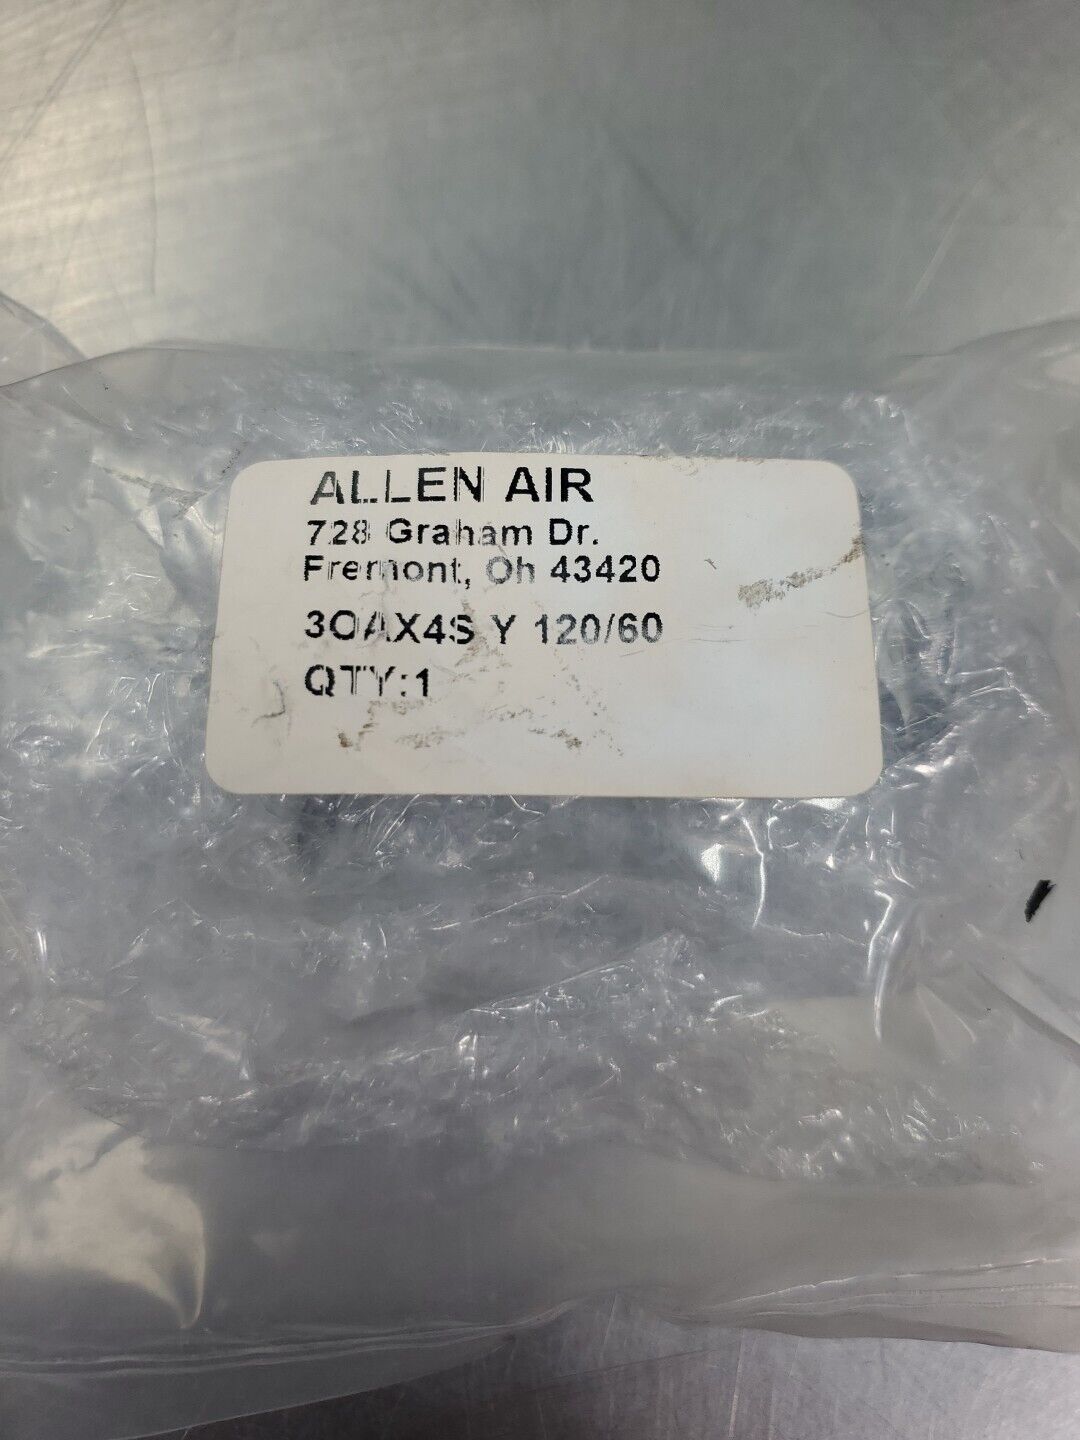 ALLEN AIR
728 Graham Dr.
Fremont, Oh 43420
3OAX4S Y 120/60
QTY:1